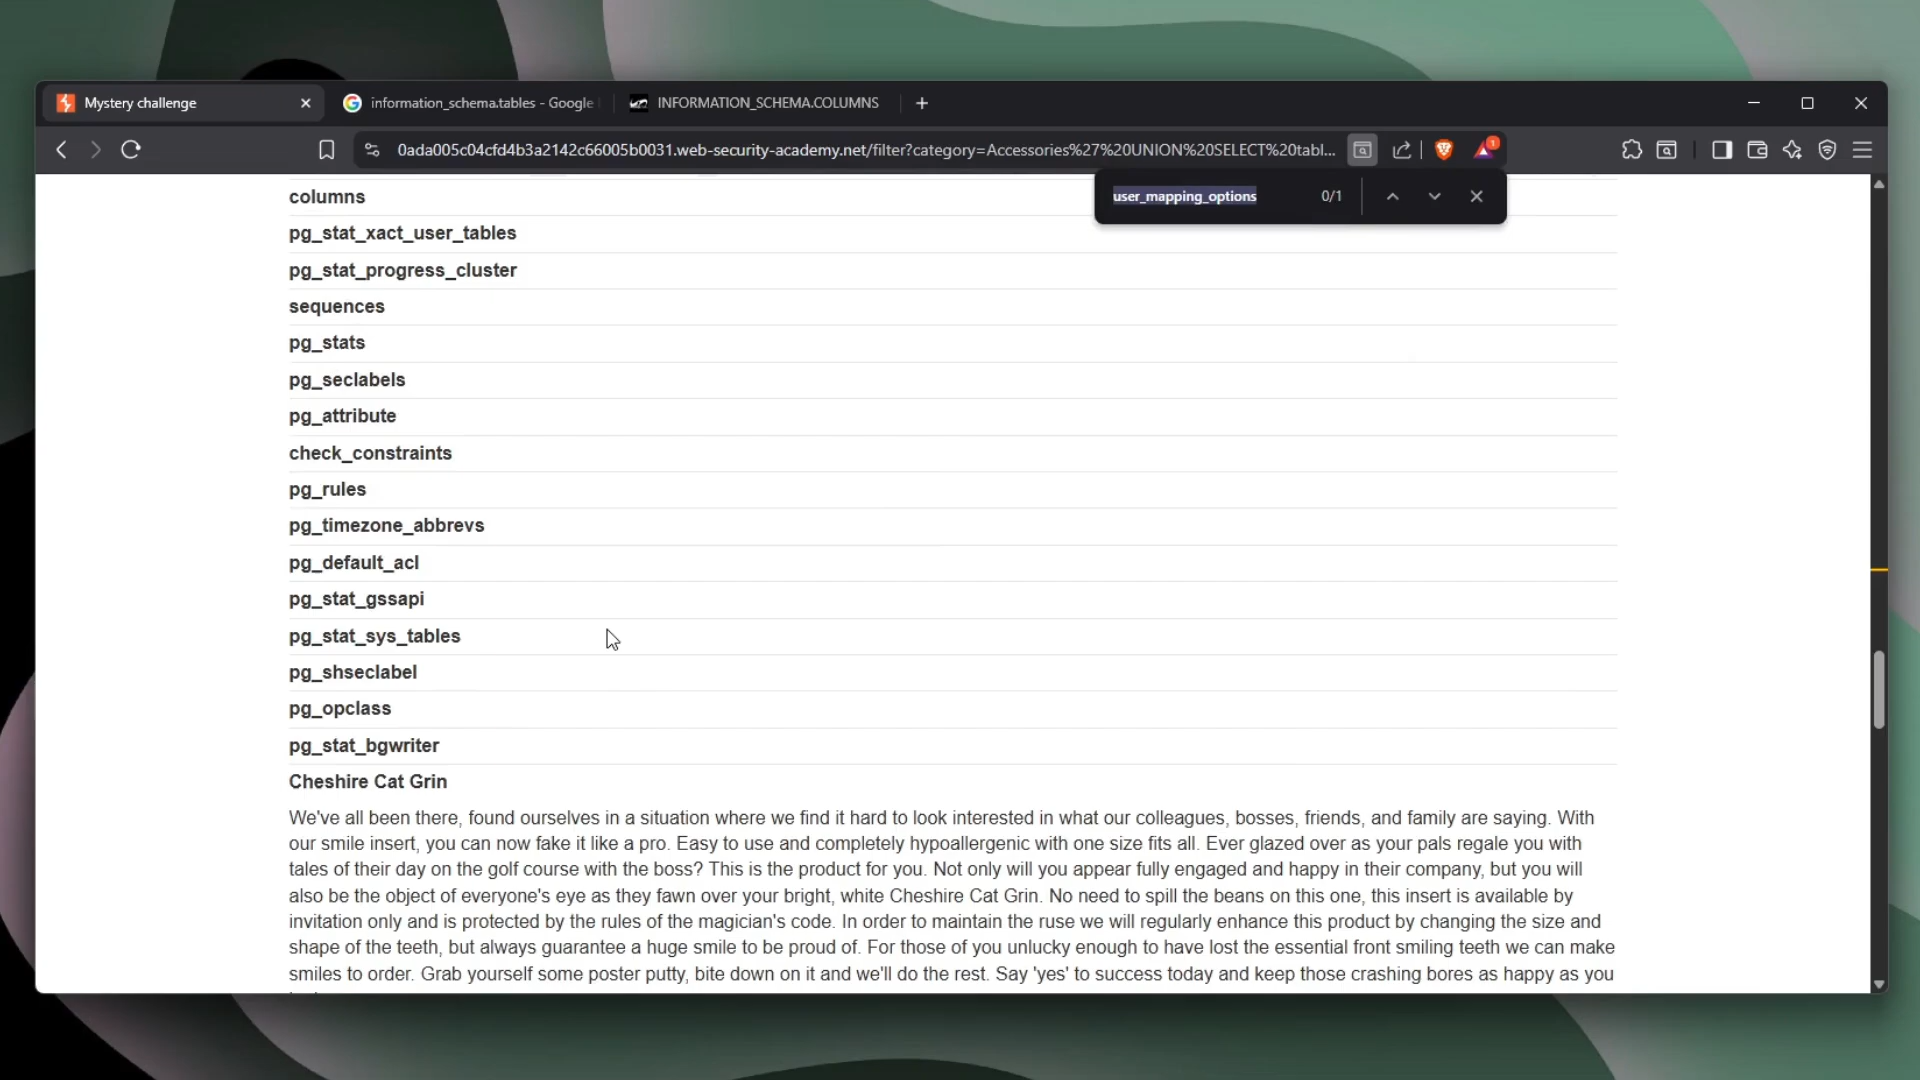 Mystery challenge
information_schema.tables - Google
INFORMATION_SCHEMA.COLUMNS
0ada005c04cfd4b3a2142c66005b0031.web-security-academy.net/filter?category=Accessories%27%20UNION%20SELECT%20tabl...
1
user_mapping_options
0/1
columns
pg_stat_xact_user_tables
pg_stat_progress_cluster
sequences
pg_stats
pg_seclabels
pg_attribute
check_constraints
pg_rules
pg_timezone_abbrevs
pg_default_acl
pg_stat_gssapi
pg_stat_sys_tables
pg_shseclabel
pg_opclass
pg_stat_bgwriter
Cheshire Cat Grin
We've all been there, found ourselves in a situation where we find it hard to look interested in what our colleagues, bosses, friends, and family are saying. With
our smile insert, you can now fake it like a pro. Easy to use and completely hypoallergenic with one size fits all. Ever glazed over as your pals regale you with
tales of their day on the golf course with the boss? This is the product for you. Not only will you appear fully engaged and happy in their company, but you will
also be the object of everyone's eye as they fawn over your bright, white Cheshire Cat Grin. No need to spill the beans on this one, this insert is available by
invitation only and is protected by the rules of the magician's code. In order to maintain the ruse we will regularly enhance this product by changing the size and
shape of the teeth, but always guarantee a huge smile to be proud of. For those of you unlucky enough to have lost the essential front smiling teeth we can make
smiles to order. Grab yourself some poster putty, bite down on it and we'll do the rest. Say 'yes' to success today and keep those crashing bores as happy as you